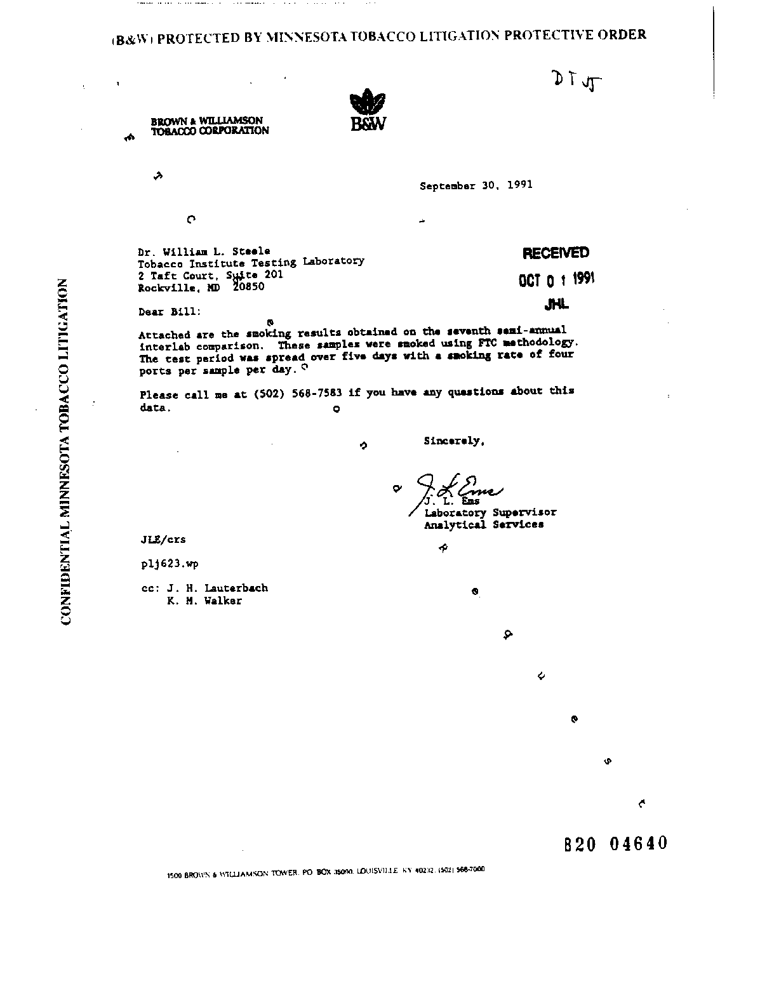 (B&W) PROTECTED BY MINNESOTA TOBACCO LITIGATION PROTECTIVE ORDER
BROWN & WILLIAMSON
TOBACCO CORPORATION
B&W
September 30, 1991
Dr. William L. Steele
Tobacco Institute Testing Laboratory
2 Taft Court, Suite 201
Rockville, MD 20850
RECEIVED
OCT 0 1 1991
JHL
Dear Bill:
Attached are the smoking results obtained on the seventh semi-annual
interlab comparison. These samples were smoked using FTC methodology.
The test period was spread over five days with a smoking rate of four
ports per sample per day.
Please call me at (502) 568-7583 if you have any questions about this
data.
Sincerely,
J. L. Ems
J. L. Ems
Laboratory Supervisor
Analytical Services
JLE/crs
plj623.wp
cc: J. H. Lauterbach
K. M. Walker
CONFIDENTIAL MINNESOTA TOBACCO LITIGATION
820 04640
1500 BROWN & WILLIAMSON TOWER, PO BOX LOUISVILLE KY 40232 (502) 568-7000